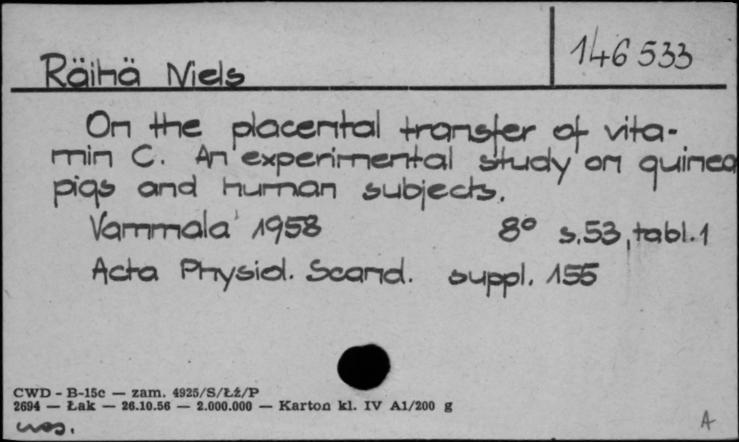 146 533
Räihä Niels
On the placental transfer of vita-
min C. An experimental study on quinea
pigs and human subjects.
Vammala 1958 8° s.53, tabl.1
Acta Physiol. Scand. suppl. 155
CWD - B-15c — zam. 4925/S/Łź/P
2694 — Łak — 26.10.56 — 2.000.000 — Karton kl. IV A1/200 g
A